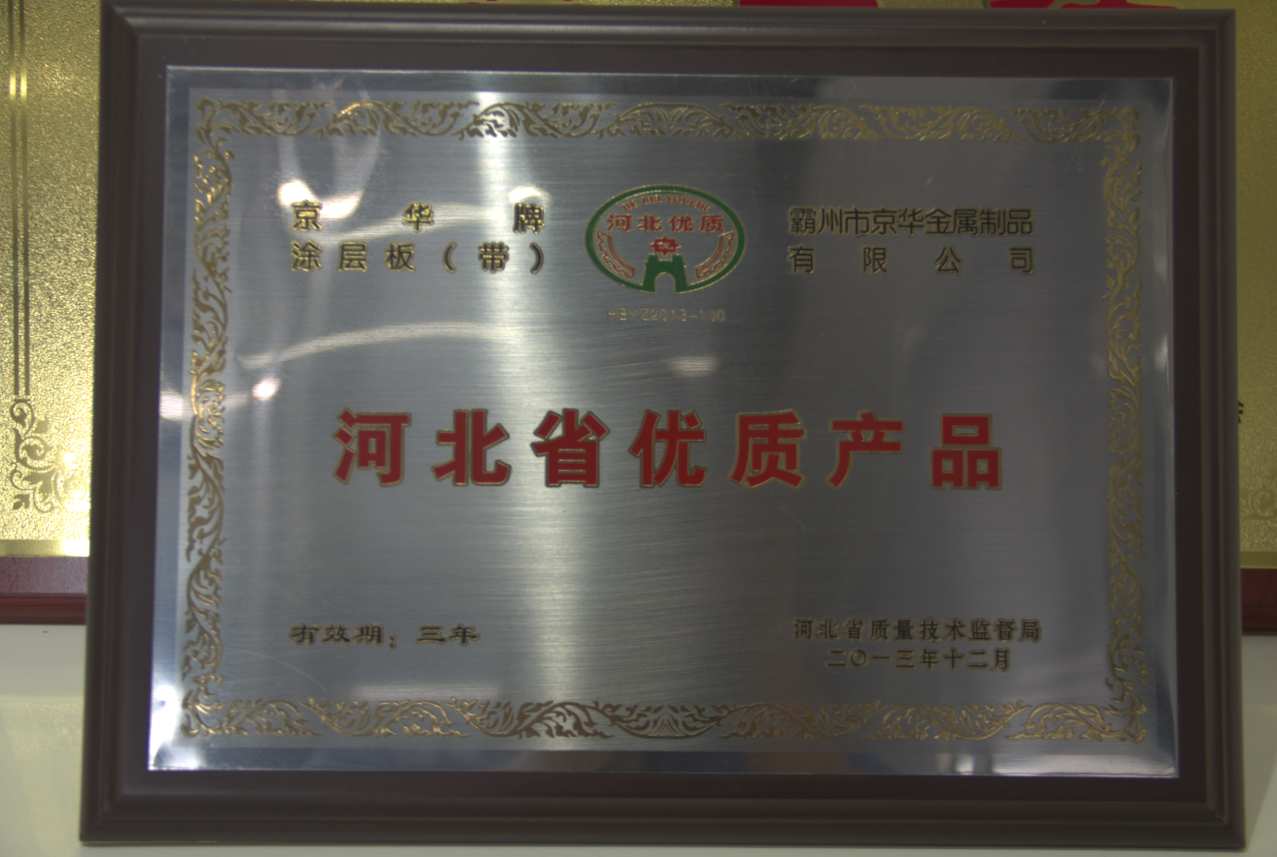 京华牌
涂层板(带)
河北优质
HBYZ2013-100
霸州市京华金属制品
有限公司
河北省优质产品
有效期：三年
河北省质量技术监督局
二〇一三年十二月